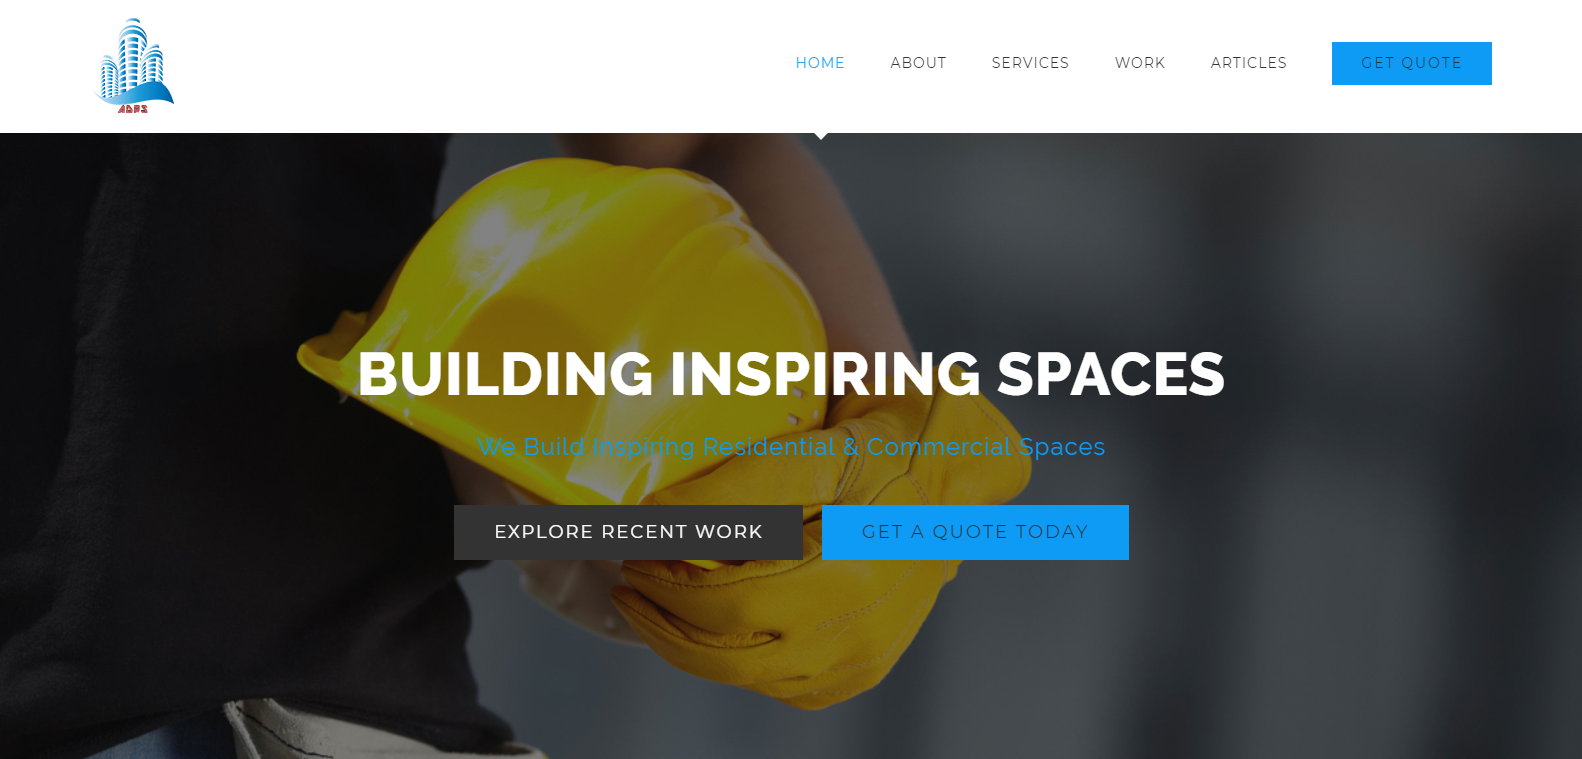 HOME
ABOUT
SERVICES
WORK
ARTICLES
GET QUOTE
BUILDING INSPIRING SPACES
We Build Inspiring Residential & Commercial Spaces
EXPLORE RECENT WORK
GET A QUOTE TODAY